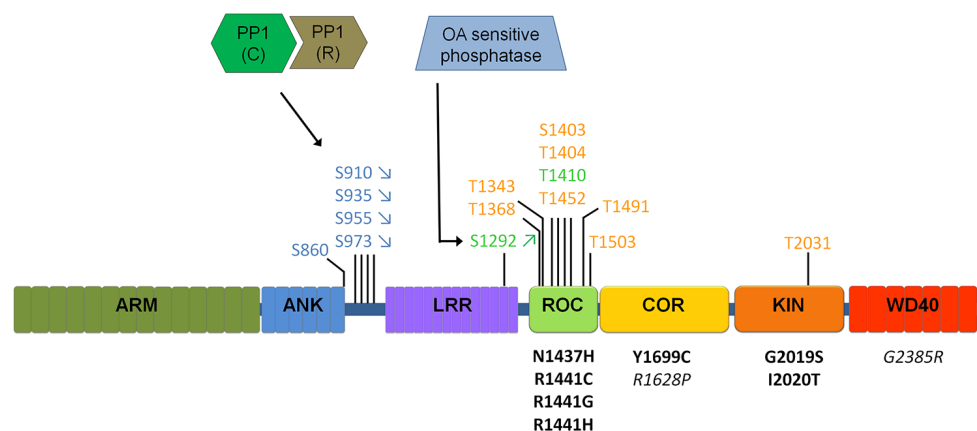 PP1
(C)
PP1
(R)
OA sensitive
phosphatase
S910 ↘
S935 ↘
S955 ↘
S973 ↘
S860
T1343
T1368
S1292 ↗
S1403
T1404
T1410
T1452
T1491
T1503
T2031
ARM
ANK
LRR
ROC
COR
KIN
WD40
N1437H
R1441C
R1441G
R1441H
Y1699C
R1628P
G2019S
I2020T
G2385R